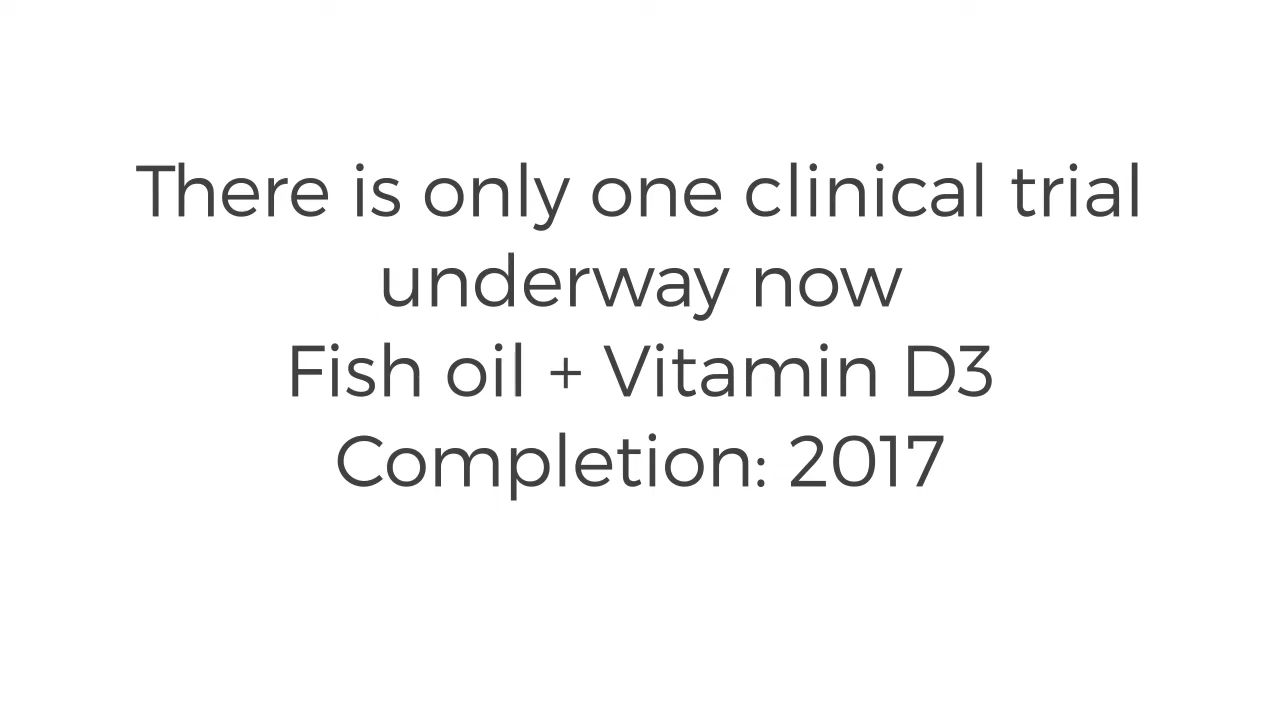 There is only one clinical trial
underway now
Fish oil + Vitamin D3
Completion: 2017